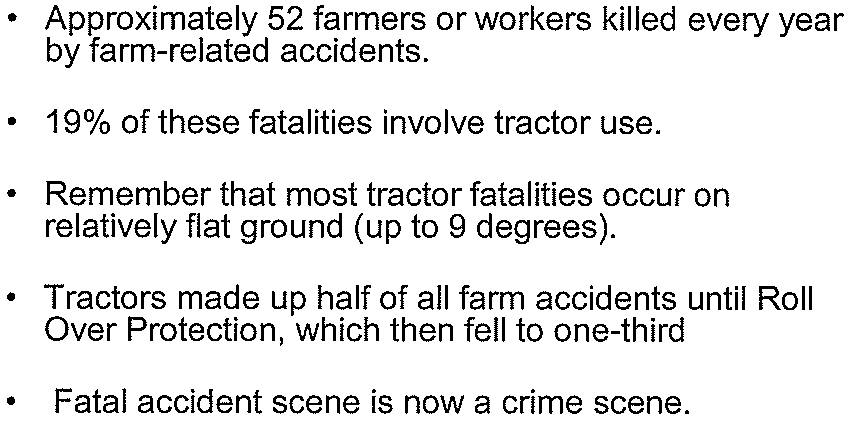 • Approximately 52 farmers or workers killed every year
by farm-related accidents.
• 19% of these fatalities involve tractor use.
• Remember that most tractor fatalities occur on
relatively flat ground (up to 9 degrees).
• Tractors made up half of all farm accidents until Roll
Over Protection, which then fell to one-third
• Fatal accident scene is now a crime scene.